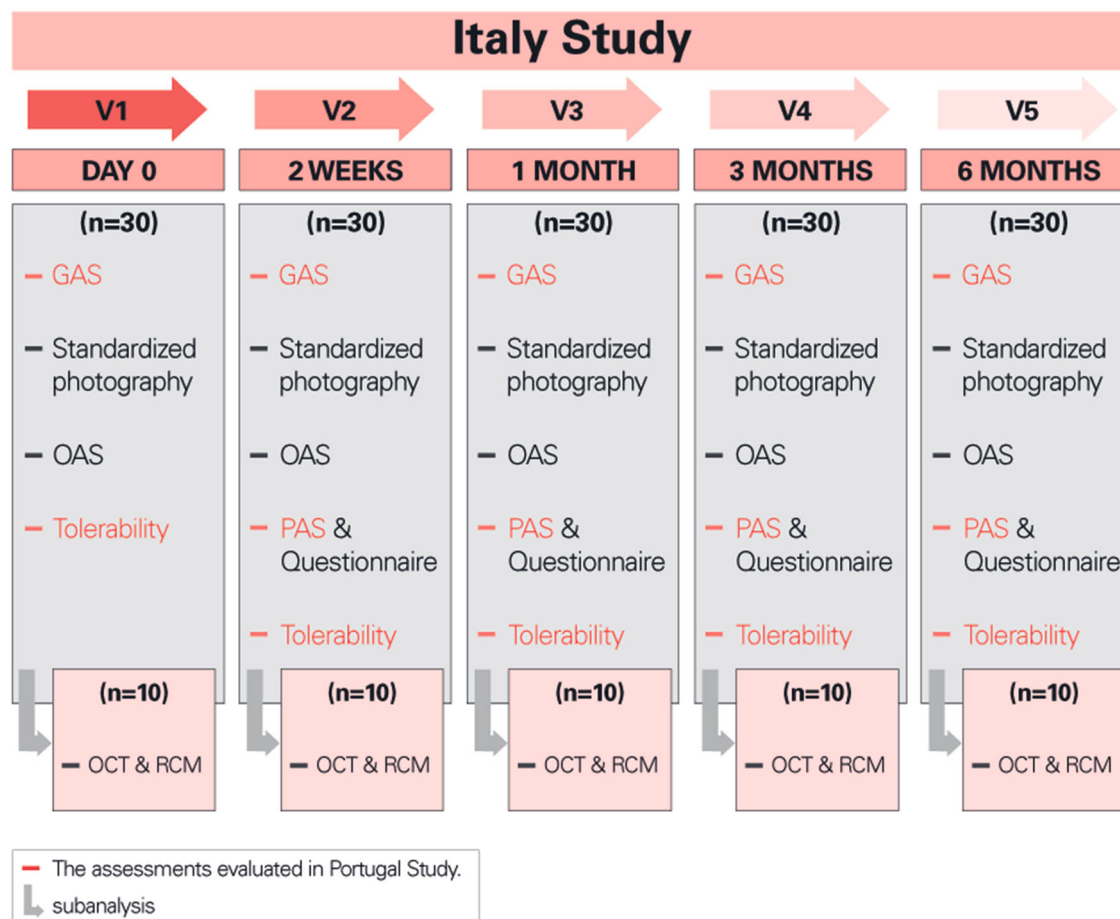 Italy Study
V1
V2
V3
V4
V5
DAY 0
2 WEEKS
1 MONTH
3 MONTHS
6 MONTHS
(n=30)
– GAS
– Standardized
photography
– OAS
– Tolerability
(n=10)
– OCT & RCM
(n=30)
– GAS
– Standardized
photography
– OAS
– PAS &
Questionnaire
– Tolerability
(n=10)
– OCT & RCM
(n=30)
– GAS
– Standardized
photography
– OAS
– PAS &
Questionnaire
– Tolerability
(n=10)
– OCT & RCM
(n=30)
– GAS
– Standardized
photography
– OAS
– PAS &
Questionnaire
– Tolerability
(n=10)
– OCT & RCM
(n=30)
– GAS
– Standardized
photography
– OAS
– PAS &
Questionnaire
– Tolerability
(n=10)
– OCT & RCM
– The assessments evaluated in Portugal Study.
subanalysis